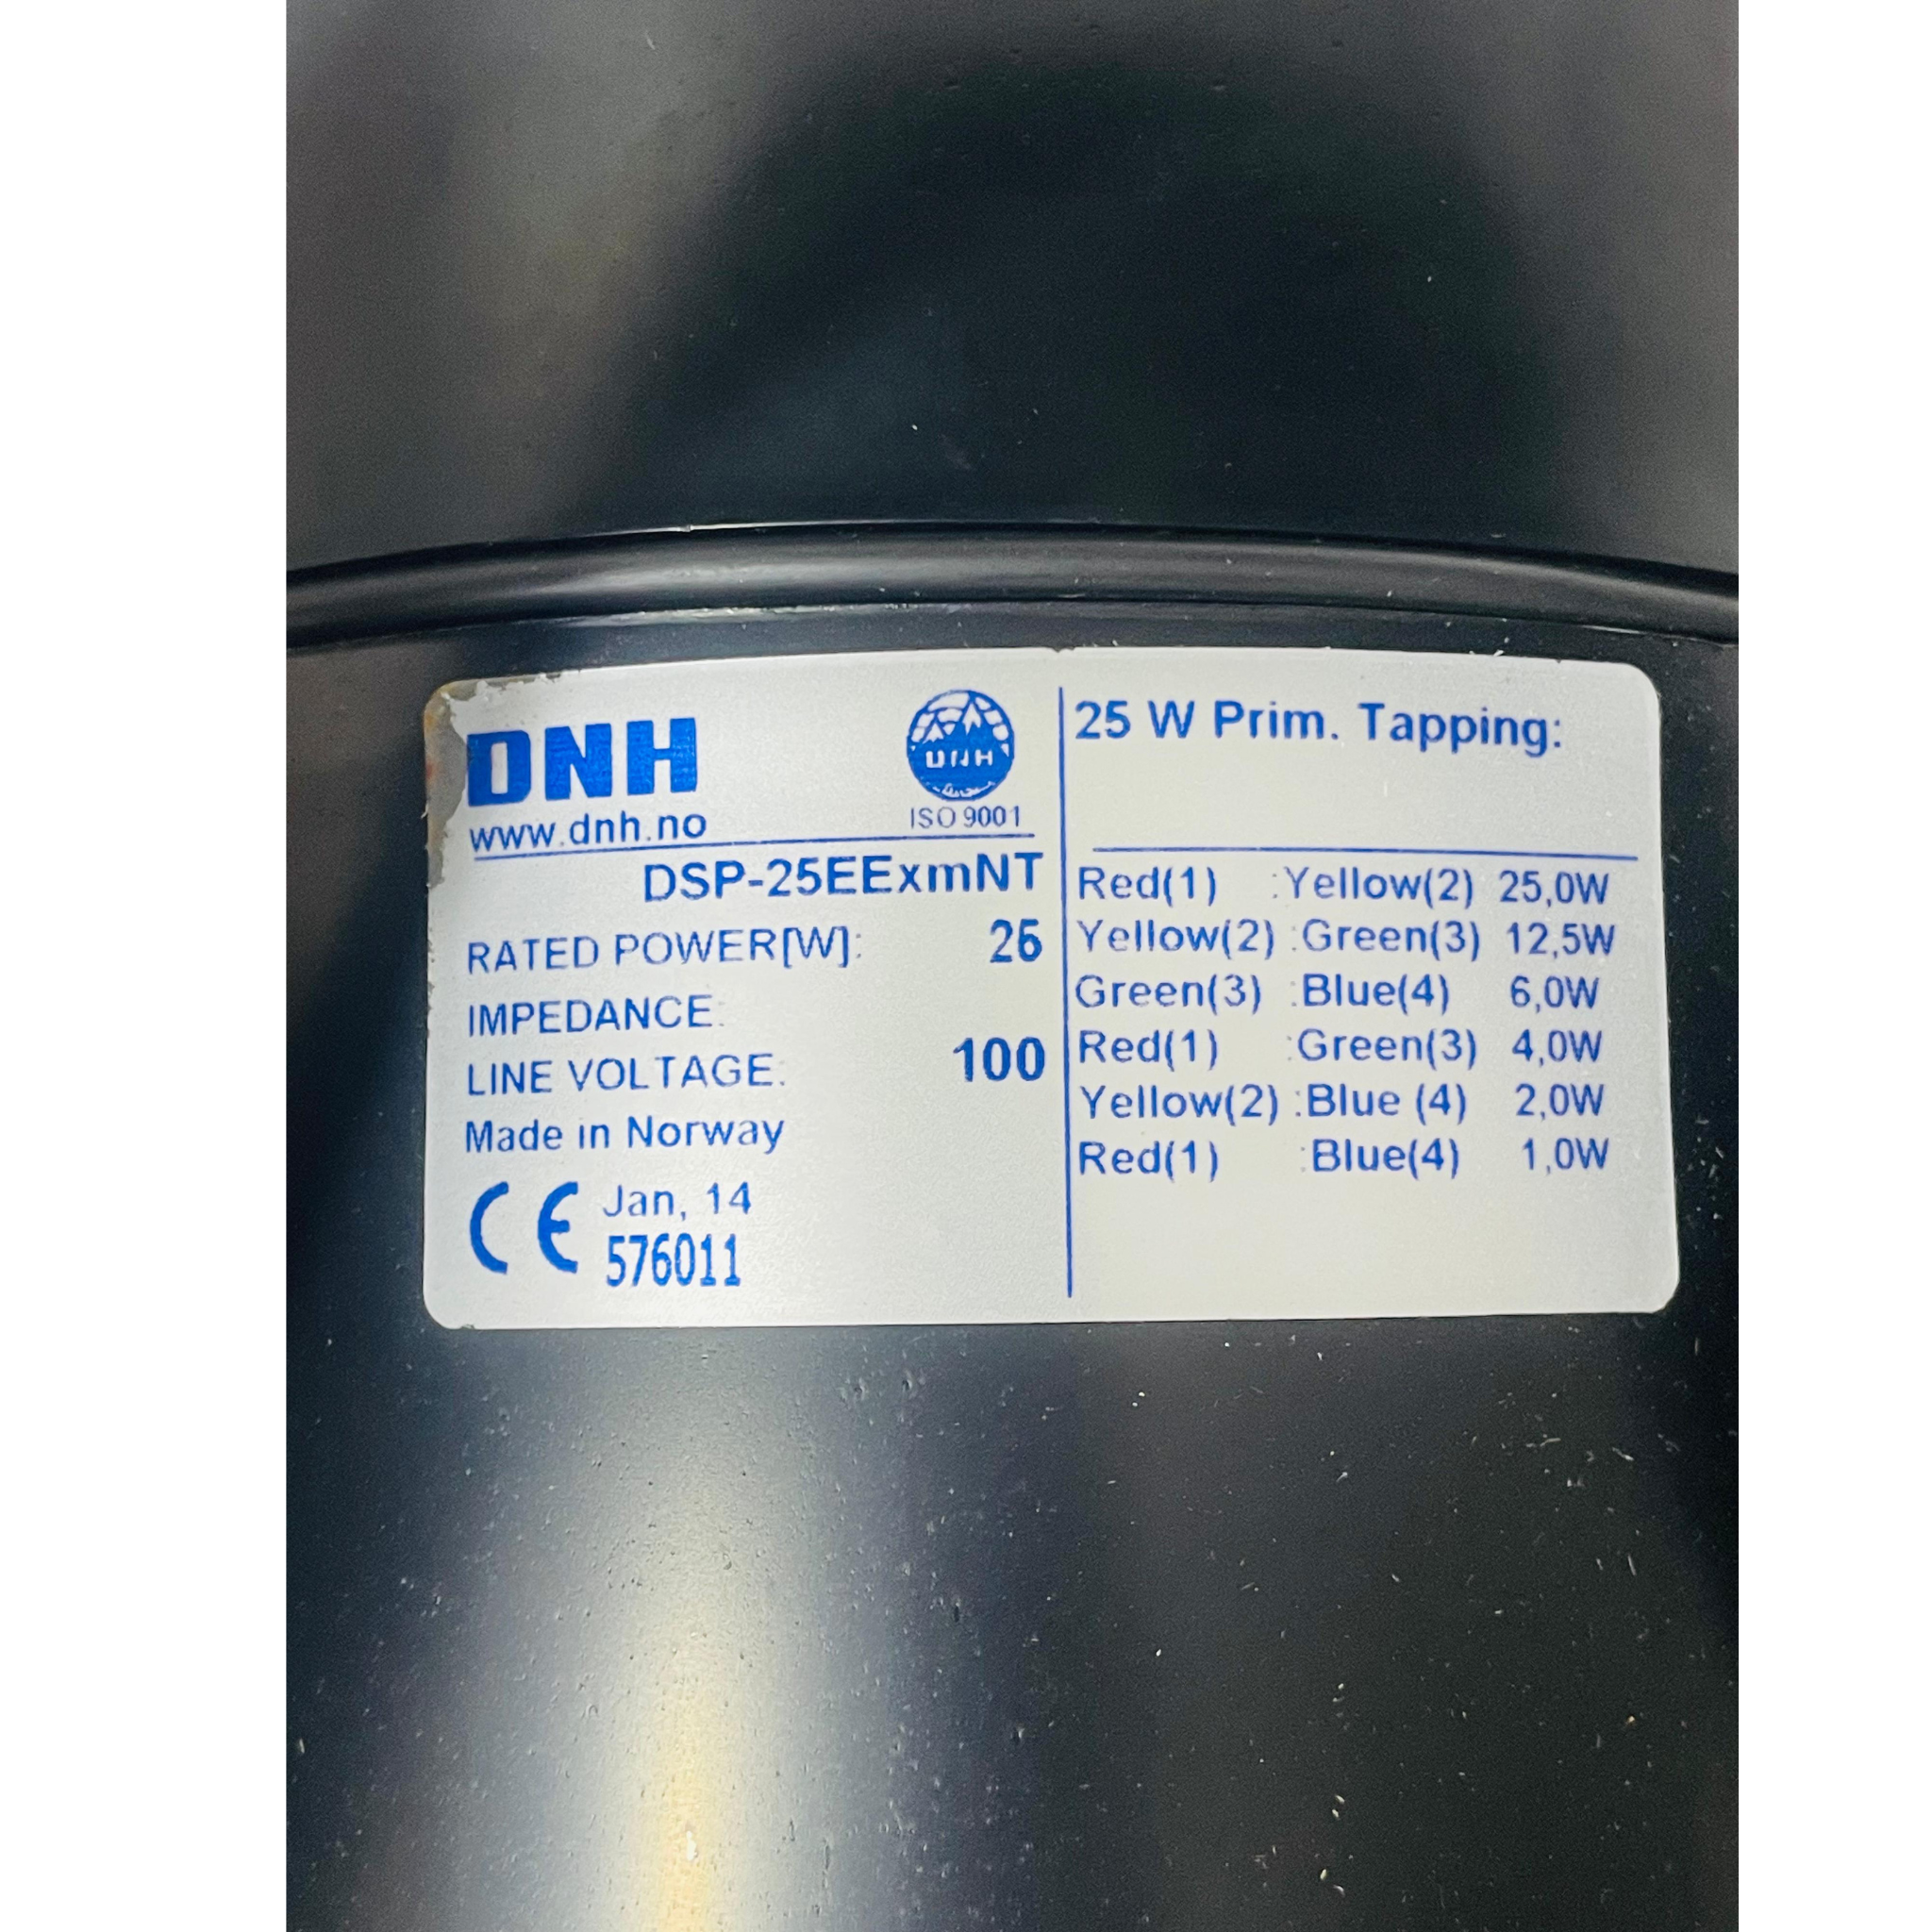 DNH
DNH
www.dnh.no
ISO 9001
DSP-25EExmNT
RATED POWER[W]: 25
IMPEDANCE:
LINE VOLTAGE: 100
Made in Norway
CE Jan, 14
576011
25 W Prim. Tapping:
Red(1) :Yellow(2) 25,0W
Yellow(2) :Green(3) 12,5W
Green(3) :Blue(4) 6,0W
Red(1) :Green(3) 4,0W
Yellow(2) :Blue (4) 2,0W
Red(1) :Blue(4) 1,0W